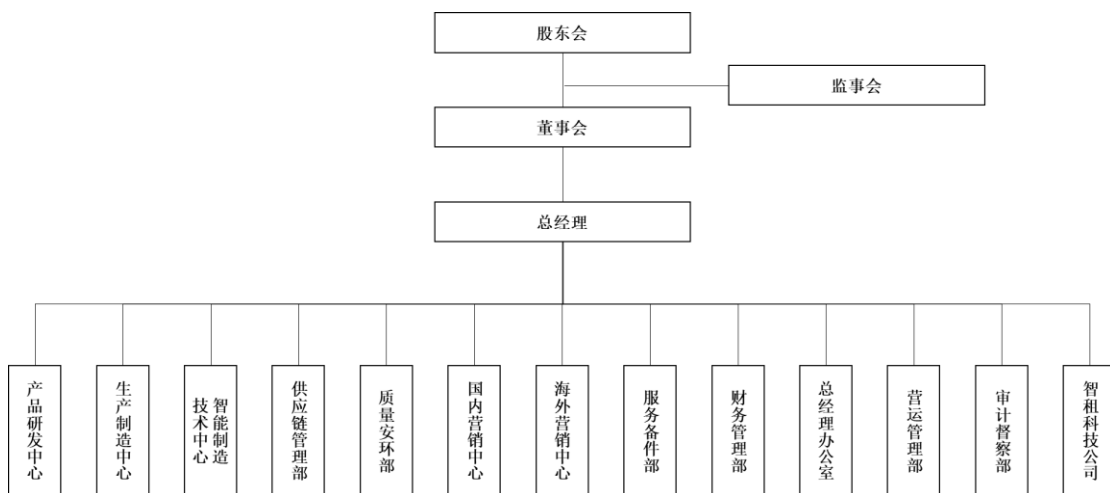 股东会
监事会
董事会
总经理
产品研发中心
生产制造中心
智能制造
技术中心
供应链管理部
质量安环部
国内营销中心
海外营销中心
服务备件部
财务管理部
总经理办公室
营运管理部
审计督察部
智租科技公司